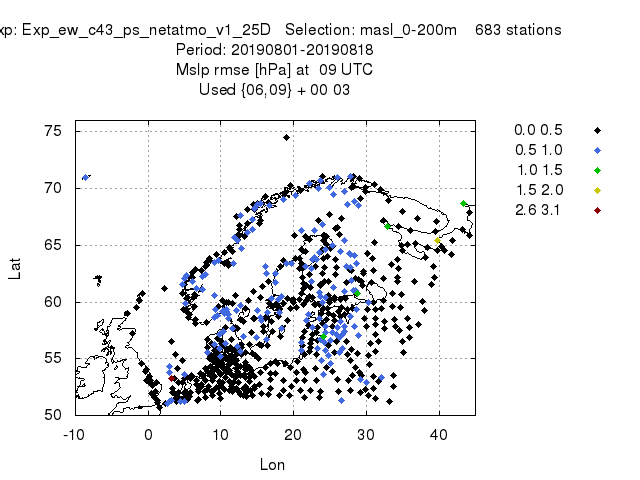 xp: Exp_ew_c43_ps_netatmo_v1_25D Selection: masl_0-200m 683 stations
Period: 20190801-20190818
Mslp rmse [hPa] at 09 UTC
Used {06,09} + 00 03
0.0 0.5
0.5 1.0
1.0 1.5
1.5 2.0
2.6 3.1
75
70
65
60
55
50
Lat
-10 0 10 20 30 40
Lon